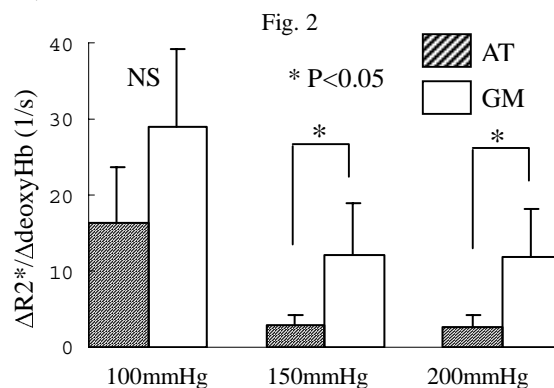 Fig. 2
ΔR2*/ΔdeoxyHb (1/s)
40
30
20
10
0
NS
* P<0.05
AT
GM
*
*
100mmHg
150mmHg
200mmHg